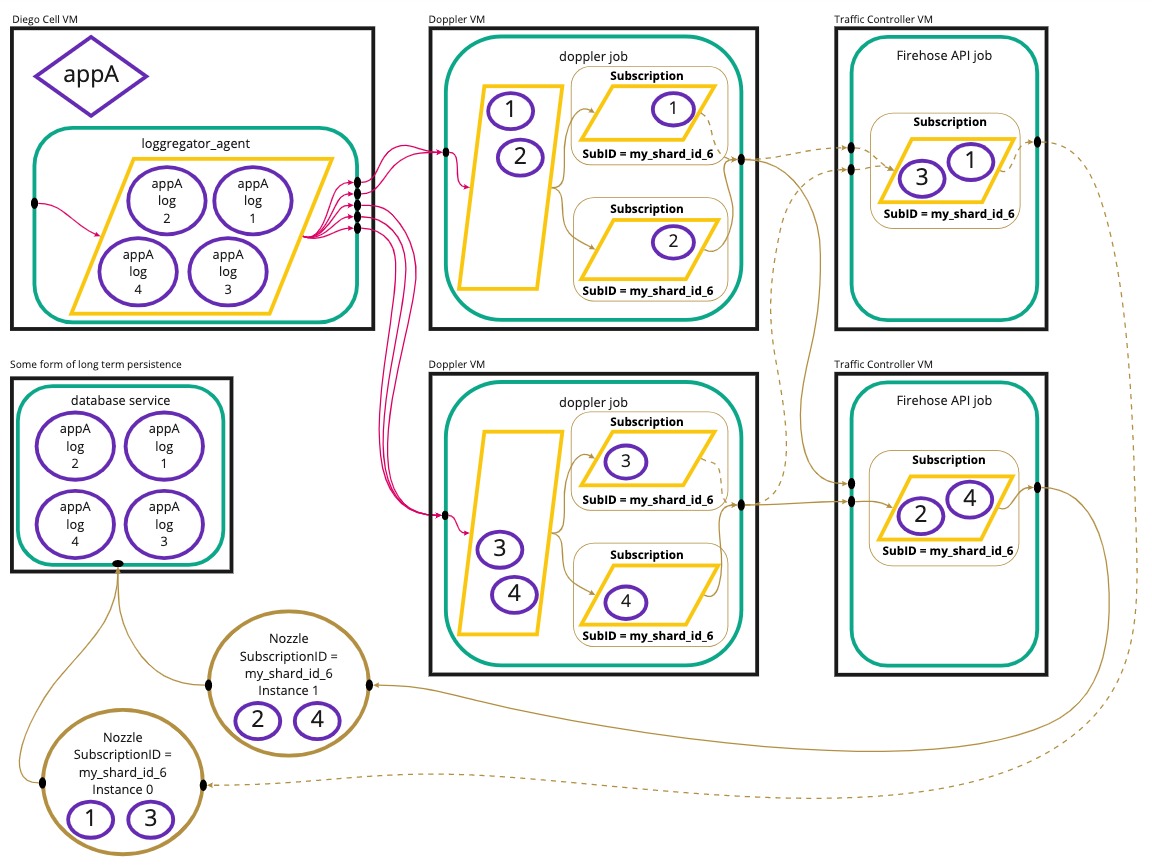 Diego Cell VM
appA
loggregator_agent
appA
log
2
appA
log
1
appA
log
4
appA
log
3
Doppler VM
doppler job
1
2
Subscription
1
SubID = my_shard_id_6
Subscription
2
SubID = my_shard_id_6
Traffic Controller VM
Firehose API job
Subscription
3
1
SubID = my_shard_id_6
Some form of long term persistence
database service
appA
log
2
appA
log
1
appA
log
4
appA
log
3
Doppler VM
doppler job
3
4
Subscription
3
SubID = my_shard_id_6
Subscription
4
SubID = my_shard_id_6
Traffic Controller VM
Firehose API job
Subscription
2
4
SubID = my_shard_id_6
Nozzle
SubscriptionID =
my_shard_id_6
Instance 1
2
4
Nozzle
SubscriptionID =
my_shard_id_6
Instance 0
1
3